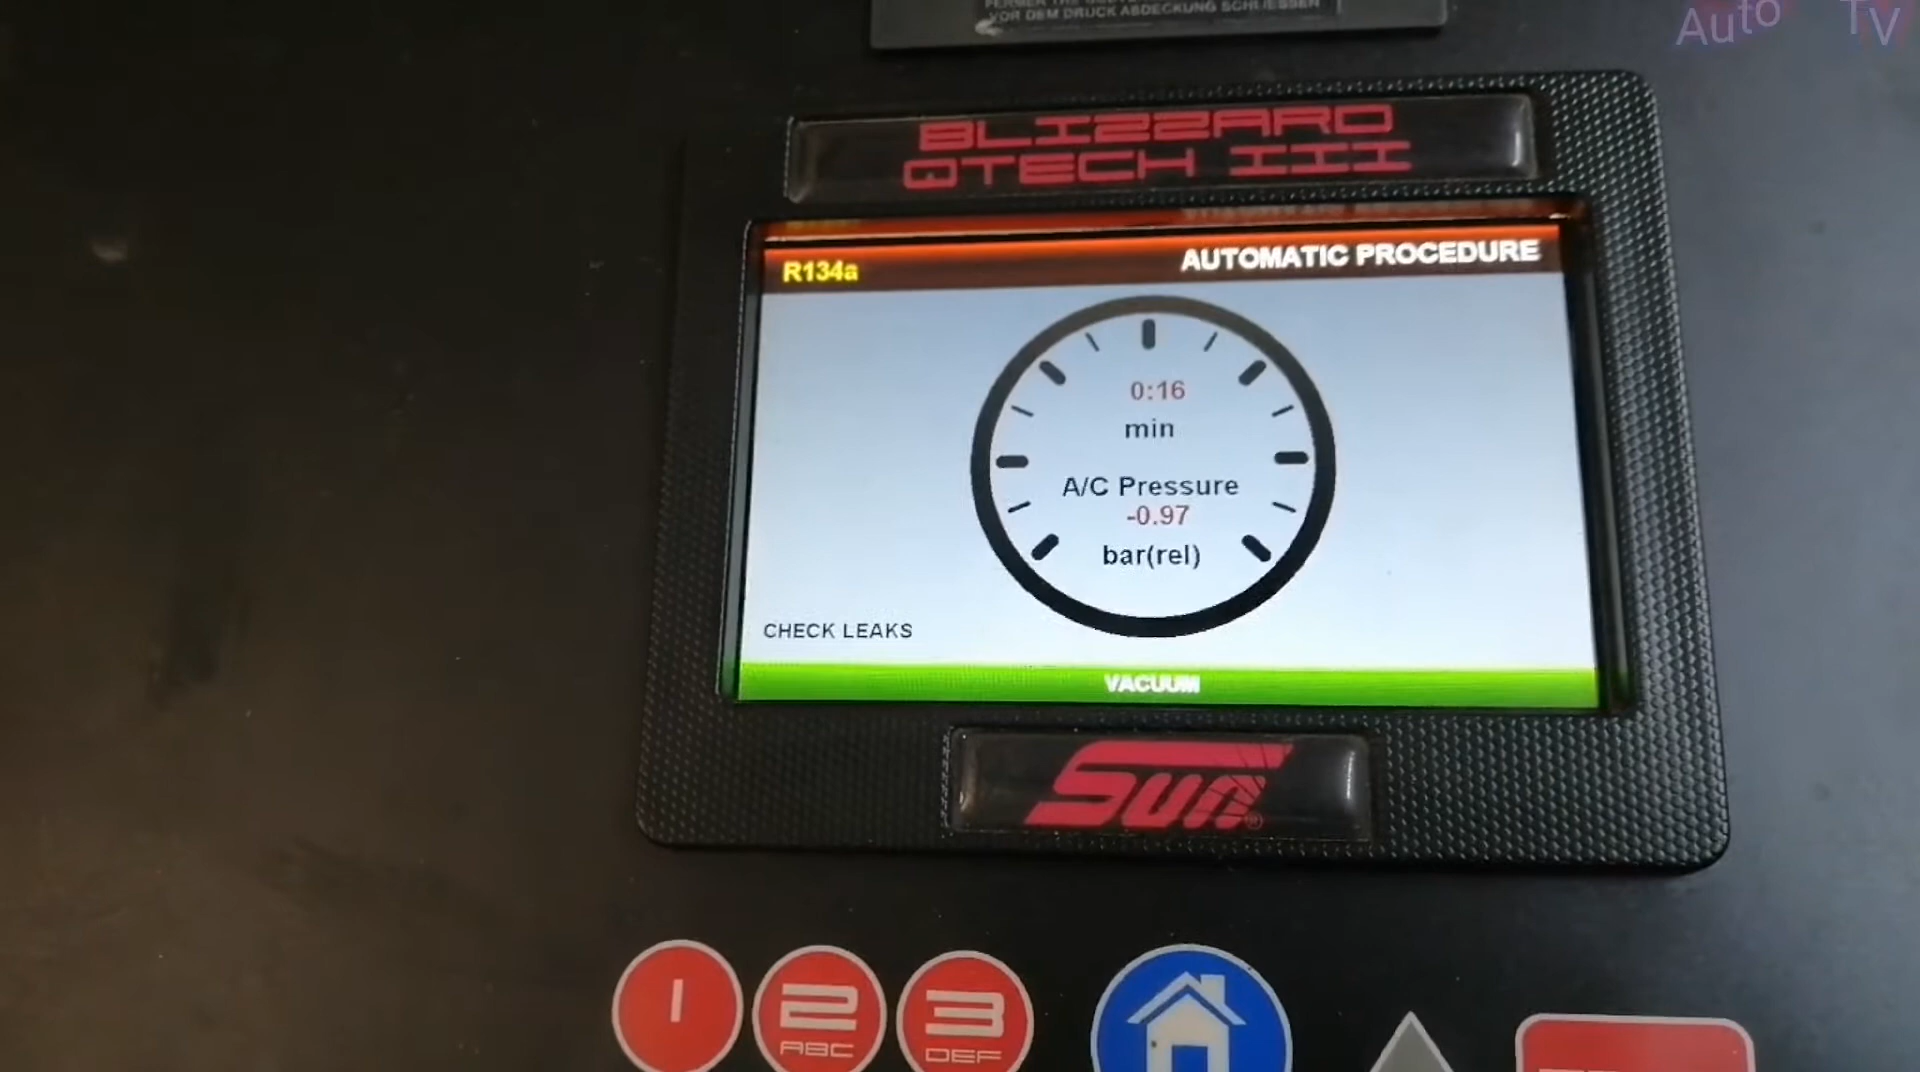 VOR DEM DRUCK ABDECKUNG SCHLIESSEN
Auto TV
BLIZZARD
QTECH III
R134a
AUTOMATIC PROCEDURE
0:16
min
A/C Pressure
-0.97
bar(rel)
CHECK LEAKS
VACUUM
Sun®
1
2
ABC
3
DEF